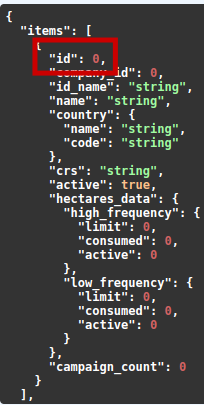 {
"items": [
{
"id": 0,
"company_id": 0,
"id_name": "string",
"name": "string",
"country": {
"name": "string",
"code": "string"
},
"crs": "string",
"active": true,
"hectares_data": {
"high_frequency": {
"limit": 0,
"consumed": 0,
"active": 0
},
"low_frequency": {
"limit": 0,
"consumed": 0,
"active": 0
}
},
"campaign_count": 0
}
],